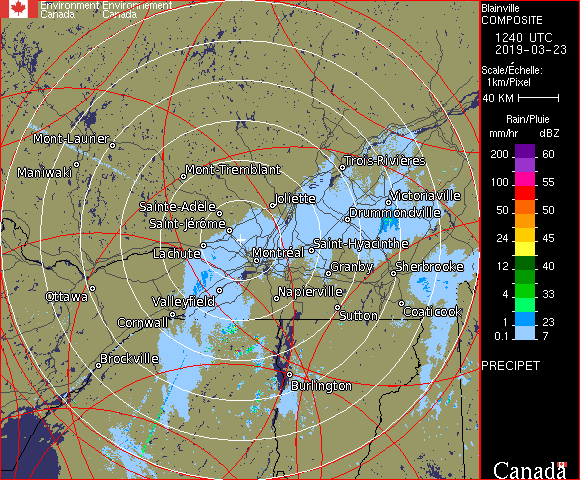 Environment Environnement
Canada Canada
Blainville
COMPOSITE
1240 UTC
2019-03-23
Scale/Échelle:
1km/Pixel
40 KM
Rain/Pluie
mm/hr dBZ
200 60
100 55
50 50
24 45
12 40
4 33
1 23
0.1 7
PRECIPET
Canada
Mont-Laurier
Maniwaki
Mont-Tremblant
Trois-Rivières
Sainte-Adèle
Joliette
Victoriaville
Saint-Jérôme
Drummondville
Lachute
Montréal
Saint-Hyacinthe
Granby
Sherbrooke
Ottawa
Valleyfield
Napierville
Cornwall
Sutton
Coaticook
Brockville
Burlington